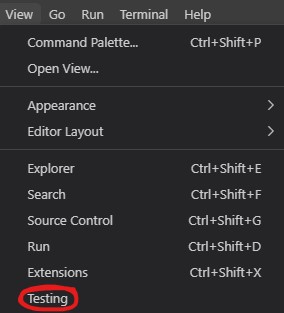 View Go Run Terminal Help
Command Palette... Ctrl+Shift+P
Open View...
Appearance
Editor Layout
Explorer Ctrl+Shift+E
Search Ctrl+Shift+F
Source Control Ctrl+Shift+G
Run Ctrl+Shift+D
Extensions Ctrl+Shift+X
Testing